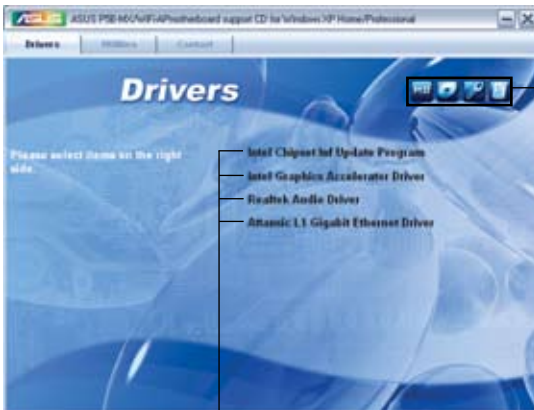 ASUS P5B-MX/WiFi-AP motherboard support CD for Windows XP Home/Professional
Drivers Utilities Contact
Drivers
Please select items on the right side.
Intel Chipset Inf Update Program
Intel Graphics Accelerator Driver
Realtek Audio Driver
Attansic L1 Gigabit Ethernet Driver